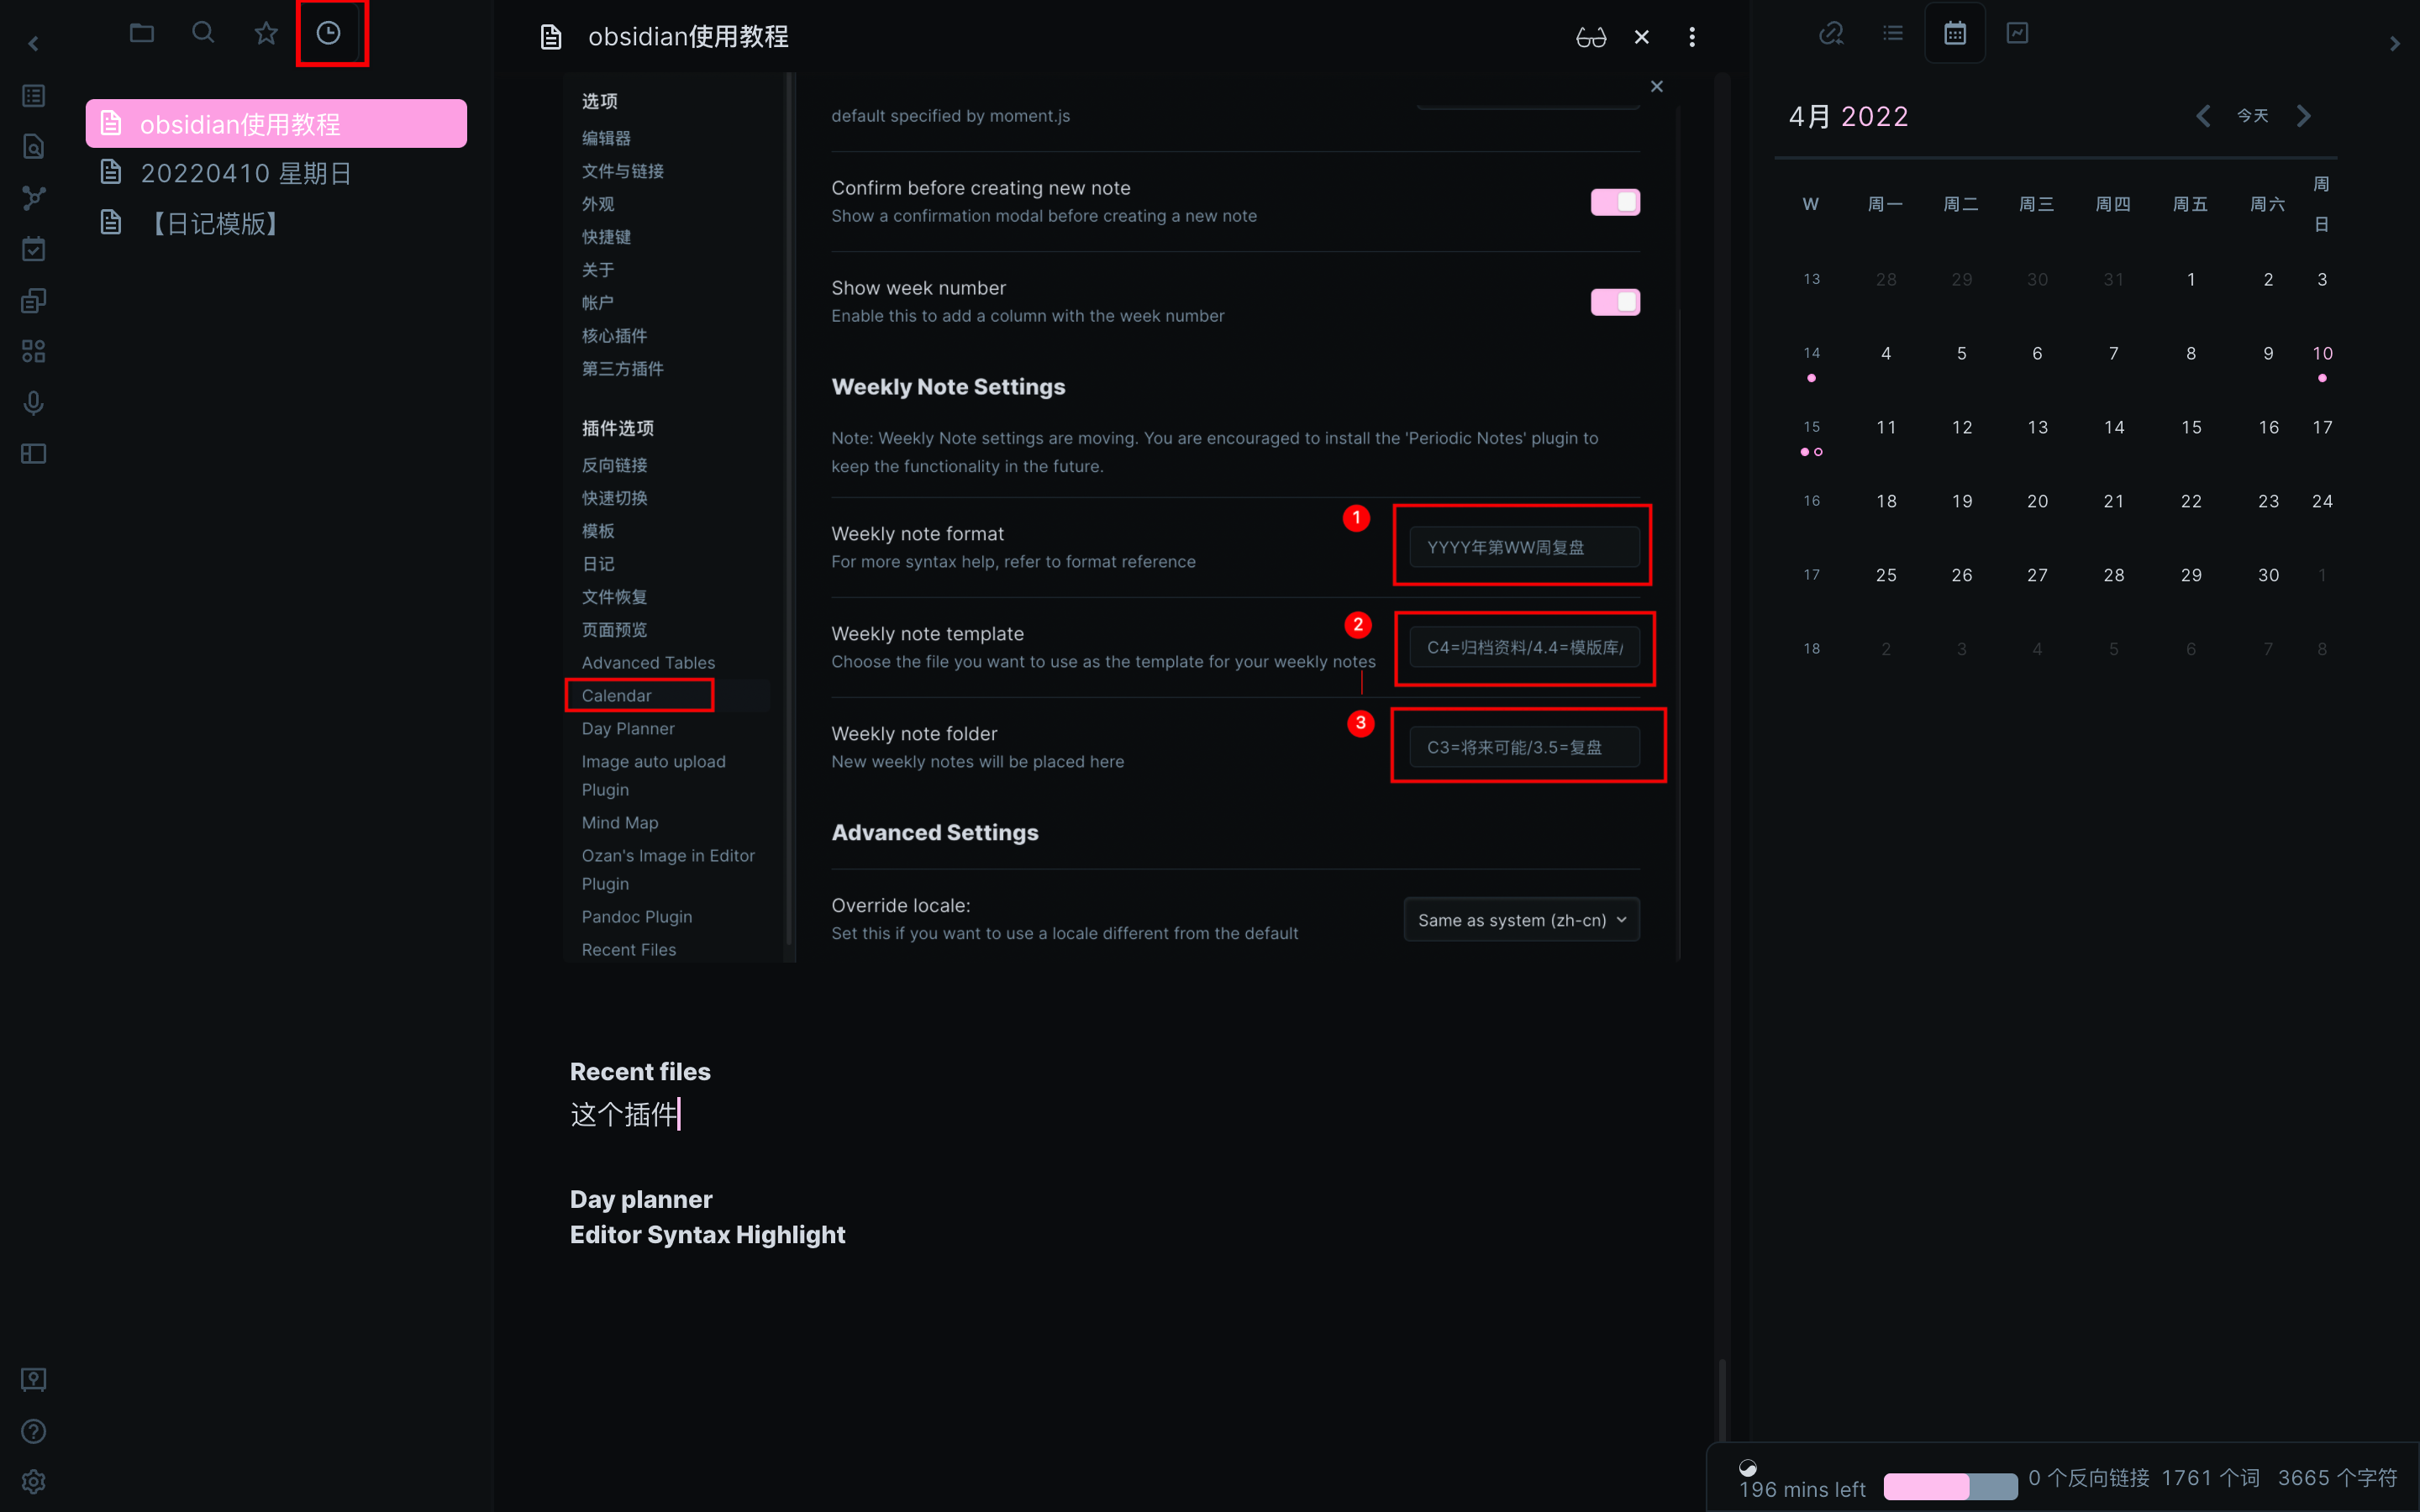 obsidian使用教程
20220410 星期日
【日记模版】
obsidian使用教程
选项
编辑器
文件与链接
外观
快捷键
关于
帐户
核心插件
第三方插件
插件选项
反向链接
快速切换
模板
日记
文件恢复
页面预览
Advanced Tables
Calendar
Day Planner
Image auto upload
Plugin
Mind Map
Ozan's Image in Editor
Plugin
Pandoc Plugin
Recent Files
default specified by moment.js
Confirm before creating new note
Show a confirmation modal before creating a new note
Show week number
Enable this to add a column with the week number
Weekly Note Settings
Note: Weekly Note settings are moving. You are encouraged to install the 'Periodic Notes' plugin to
keep the functionality in the future.
1
Weekly note format
For more syntax help, refer to format reference
YYYY年第WW周复盘
2
Weekly note template
Choose the file you want to use as the template for your weekly notes
C4=归档资料/4.4=模版库/
3
Weekly note folder
New weekly notes will be placed here
C3=将来可能/3.5=复盘
Advanced Settings
Override locale:
Set this if you want to use a locale different from the default
Same as system (zh-cn)
Recent files
这个插件
Day planner
Editor Syntax Highlight
4月 2022
今天
W 周一 周二 周三 周四 周五 周六 周日
13 28 29 30 31 1 2 3
14 4 5 6 7 8 9 10
15 11 12 13 14 15 16 17
16 18 19 20 21 22 23 24
17 25 26 27 28 29 30 1
18 2 3 4 5 6 7 8
196 mins left
0 个反向链接 1761 个词 3665 个字符